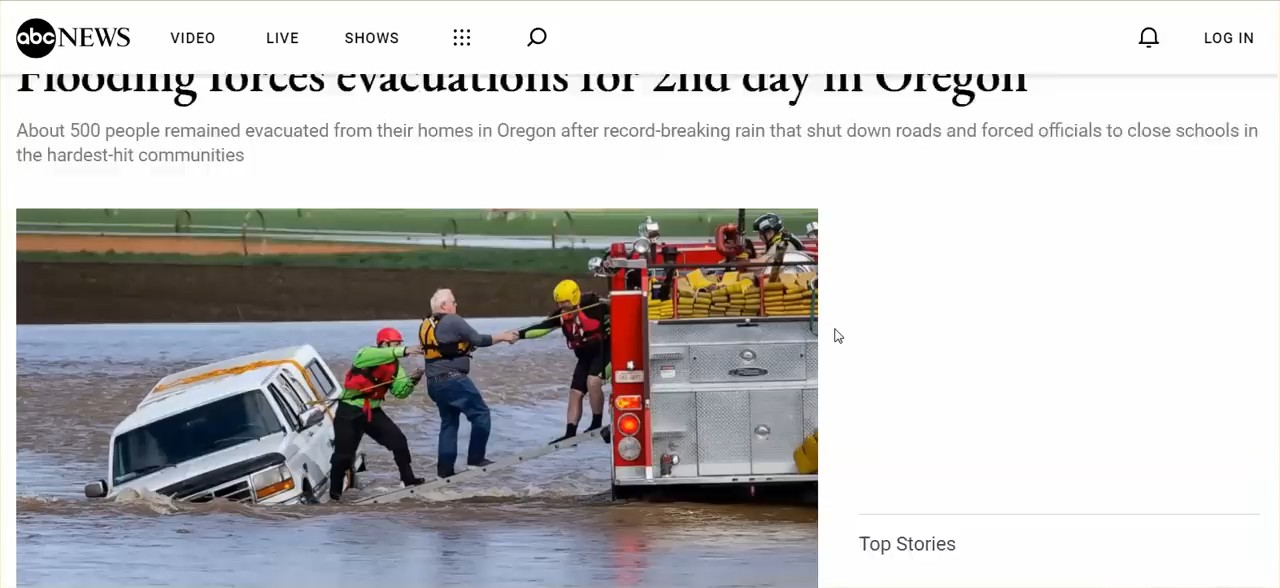 abc NEWS VIDEO LIVE SHOWS LOG IN
Flooding forces evacuations for 2nd day in Oregon
About 500 people remained evacuated from their homes in Oregon after record-breaking rain that shut down roads and forced officials to close schools in
the hardest-hit communities
Top Stories